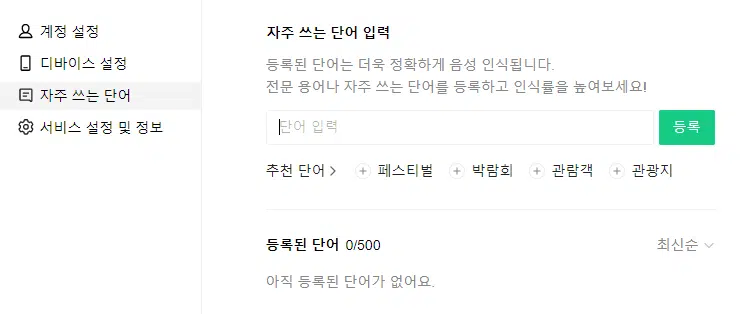 계정 설정
디바이스 설정
자주 쓰는 단어
서비스 설정 및 정보
자주 쓰는 단어 입력
등록된 단어는 더욱 정확하게 음성 인식됩니다.
전문 용어나 자주 쓰는 단어를 등록하고 인식률을 높여보세요!
단어 입력 등록
추천 단어 > + 페스티벌 + 박람회 + 관람객 + 관광지
등록된 단어 0/500 최신순
아직 등록된 단어가 없어요.